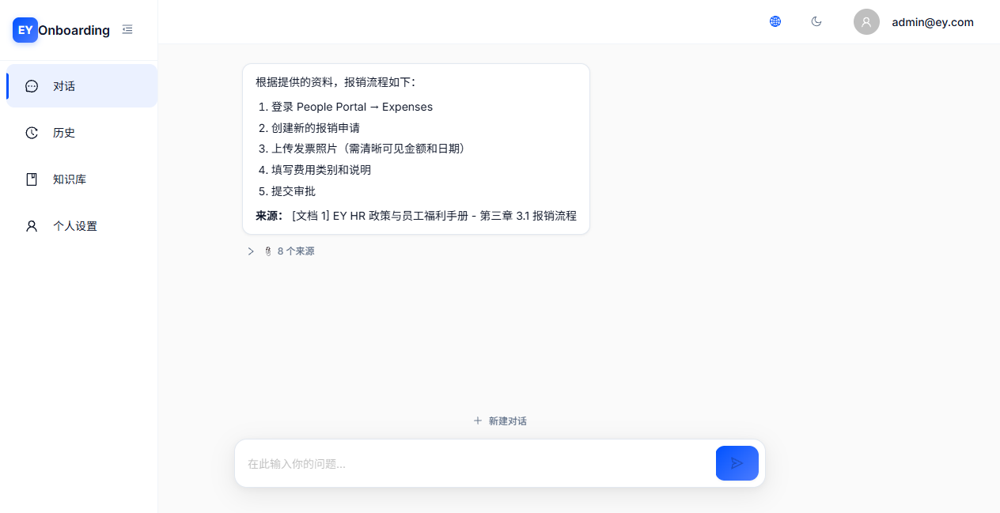 EY Onboarding
admin@ey.com
对话
历史
知识库
个人设置
根据提供的资料，报销流程如下：
1. 登录 People Portal → Expenses
2. 创建新的报销申请
3. 上传发票照片（需清晰可见金额和日期）
4. 填写费用类别和说明
5. 提交审批
来源： [文档 1] EY HR 政策与员工福利手册 - 第三章 3.1 报销流程
8 个来源
新建对话
在此输入你的问题...